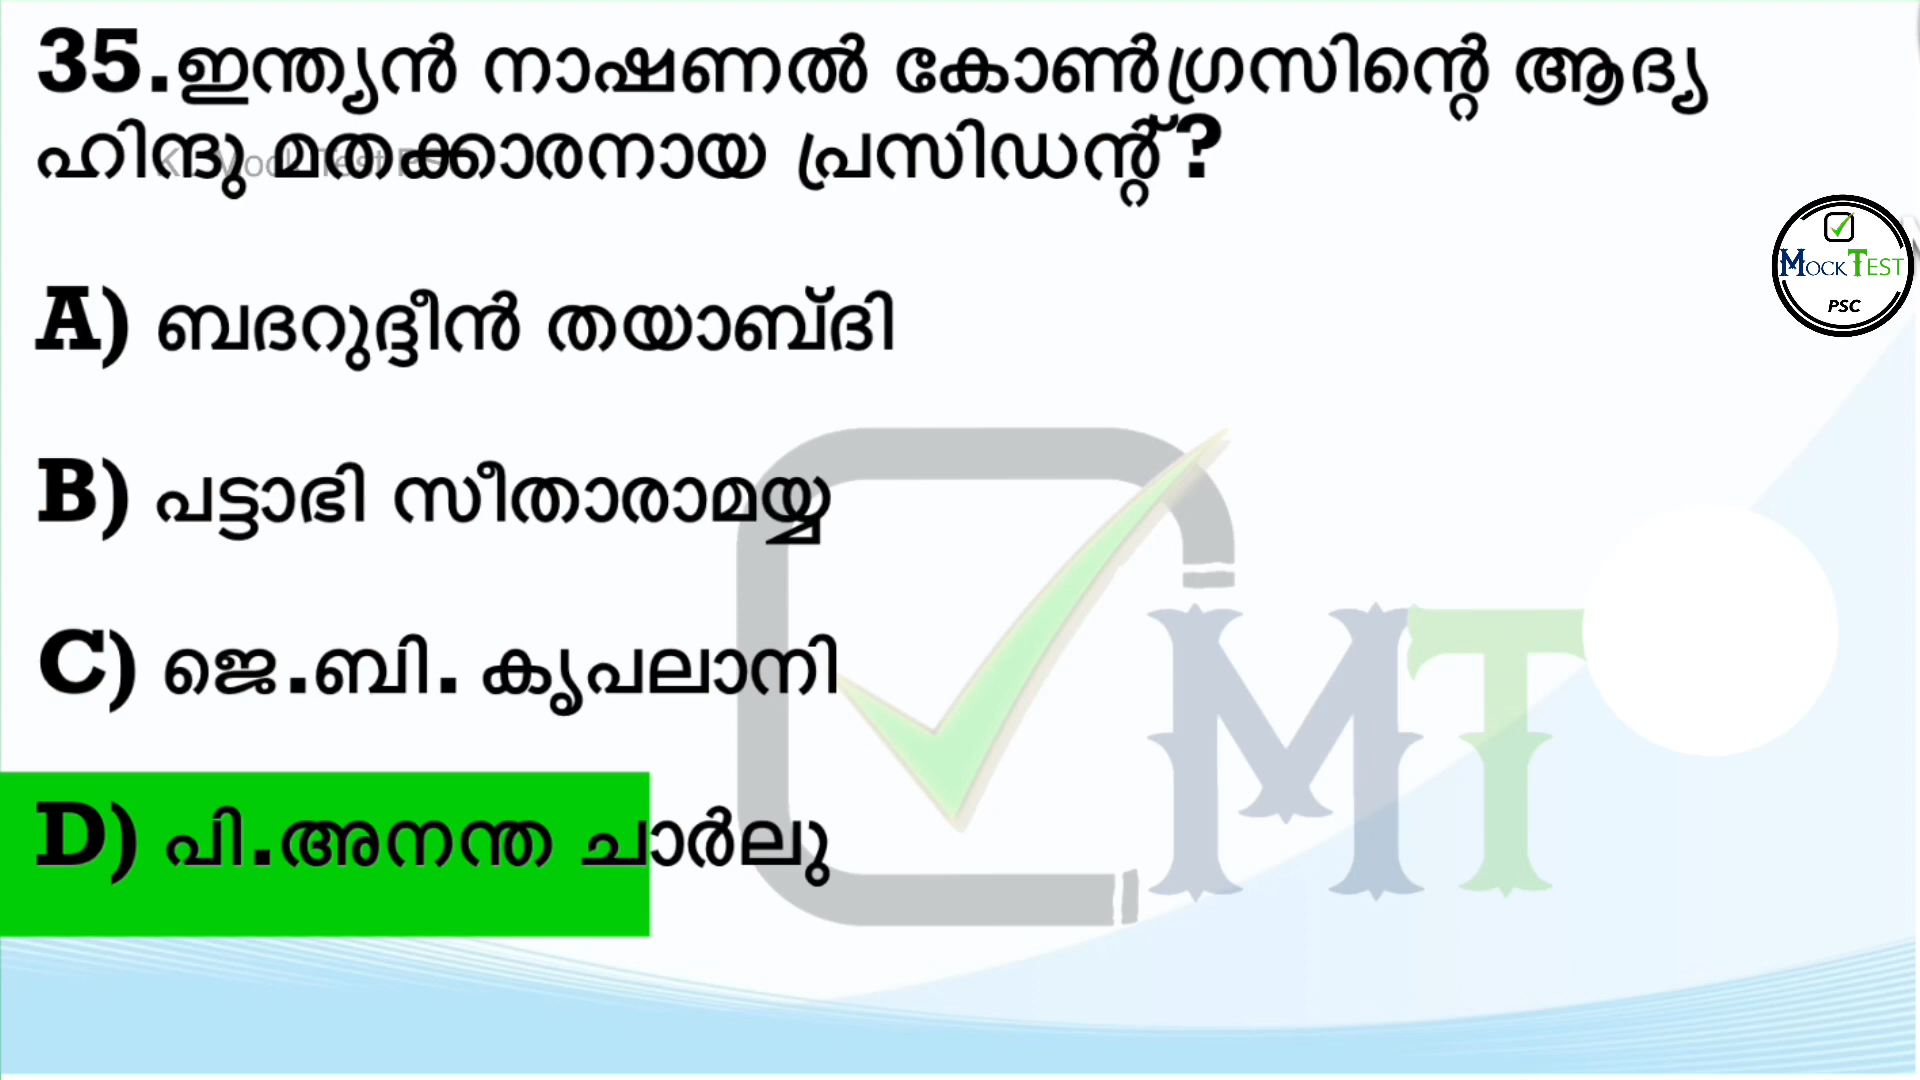 35.ഇന്ത്യൻ നാഷണൽ കോൺഗ്രസിന്റെ ആദ്യ
ഹിന്ദു മതക്കാരനായ പ്രസിഡന്റ്?
MOCK TEST
PSC
A) ബദറുദ്ദീൻ തയാബ്ദി
B) പട്ടാഭി സീതാരാമയ്യ
C) ജെ.ബി. കൃപലാനി
D) പി.അനന്ത ചാർലു
MT